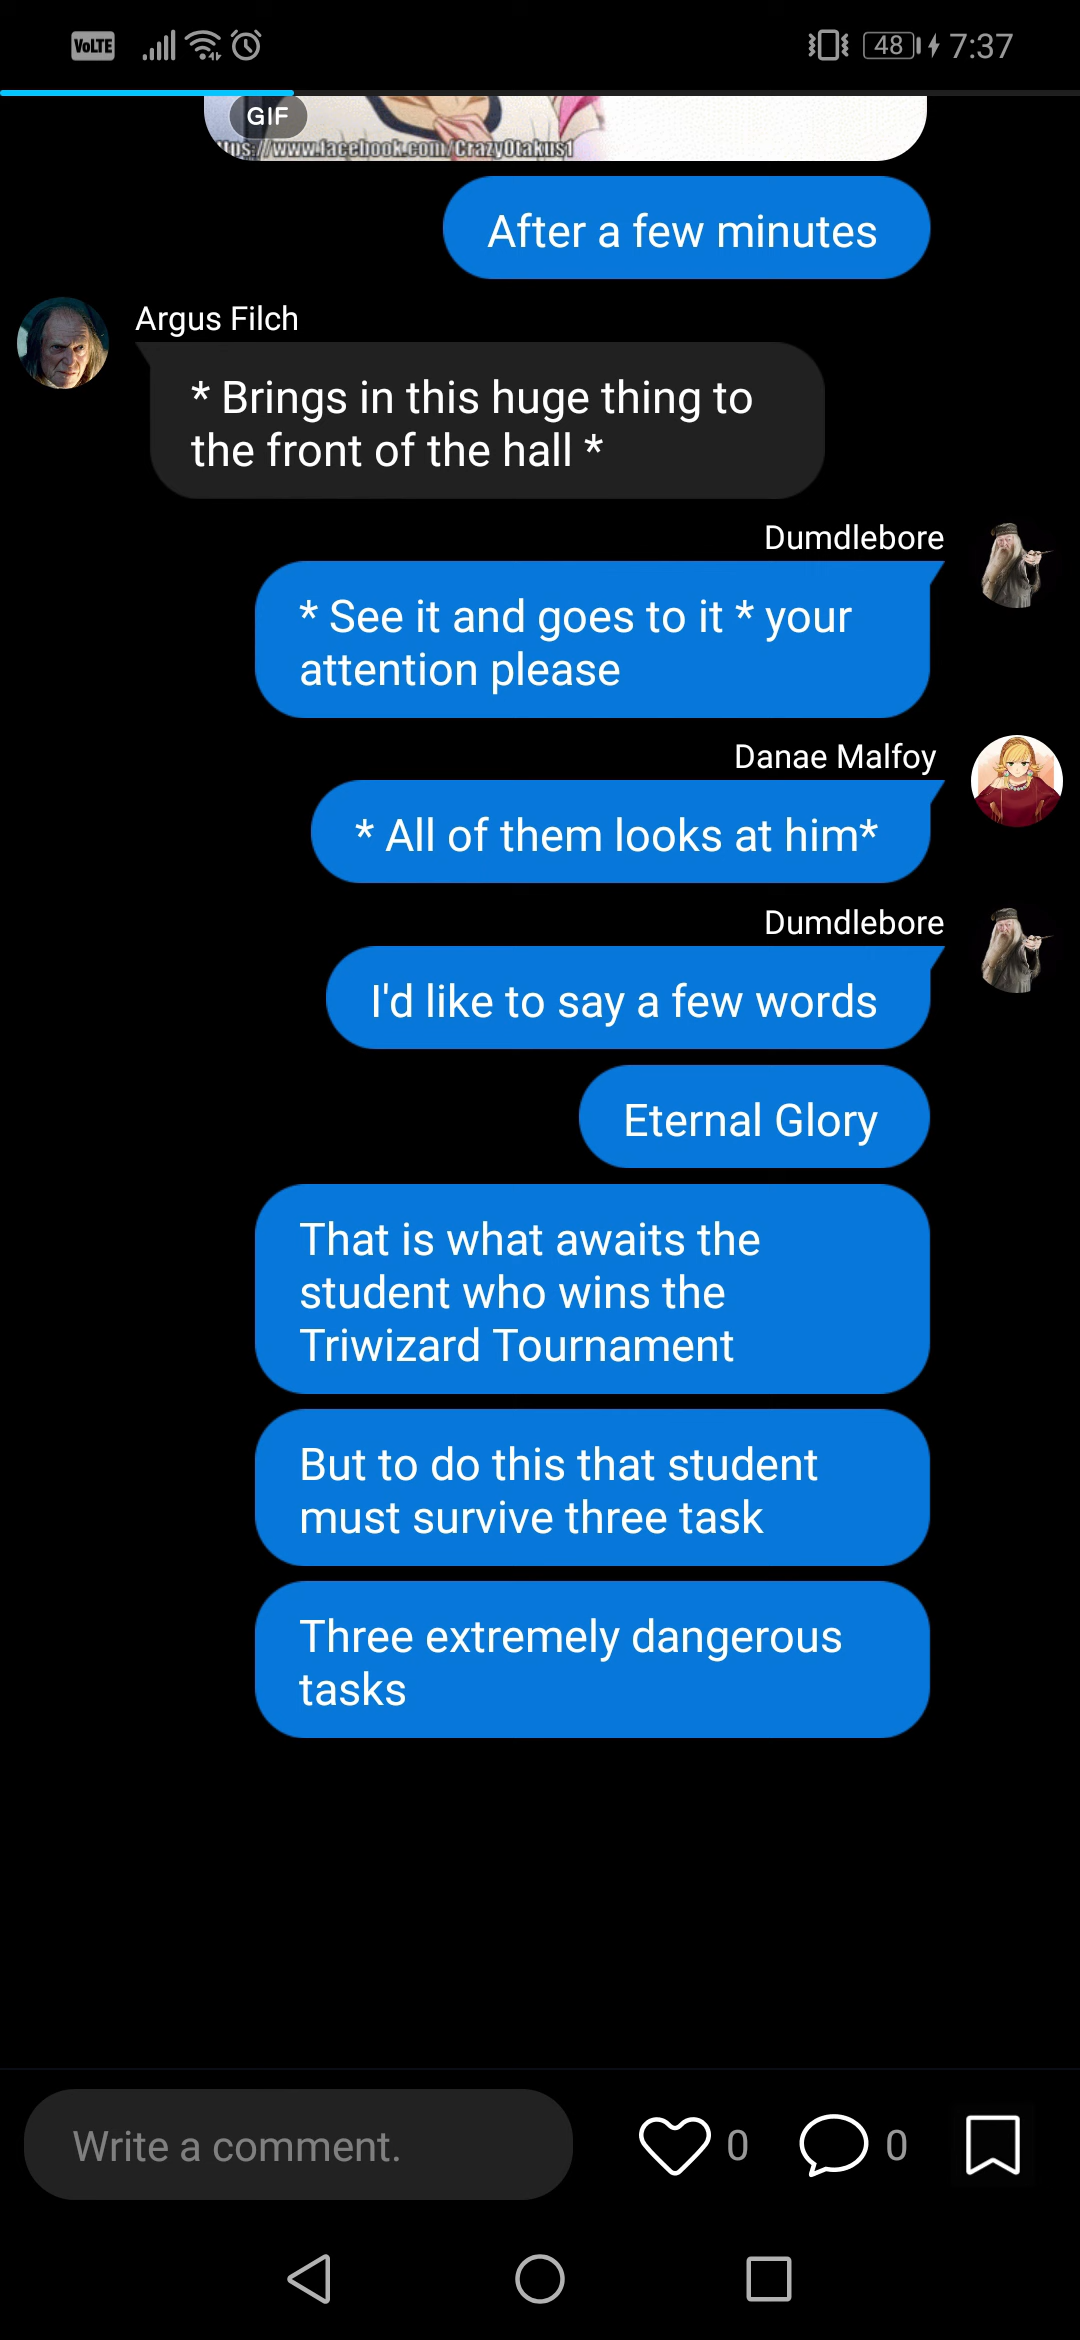 VoLTE
48
7:37
GIF
www.facebook.com/CrazyOtakus1
After a few minutes
Argus Filch
* Brings in this huge thing to
the front of the hall *
Dumdlebore
* See it and goes to it * your
attention please
Danae Malfoy
* All of them looks at him*
Dumdlebore
I'd like to say a few words
Eternal Glory
That is what awaits the
student who wins the
Triwizard Tournament
But to do this that student
must survive three task
Three extremely dangerous
tasks
Write a comment.
0
0